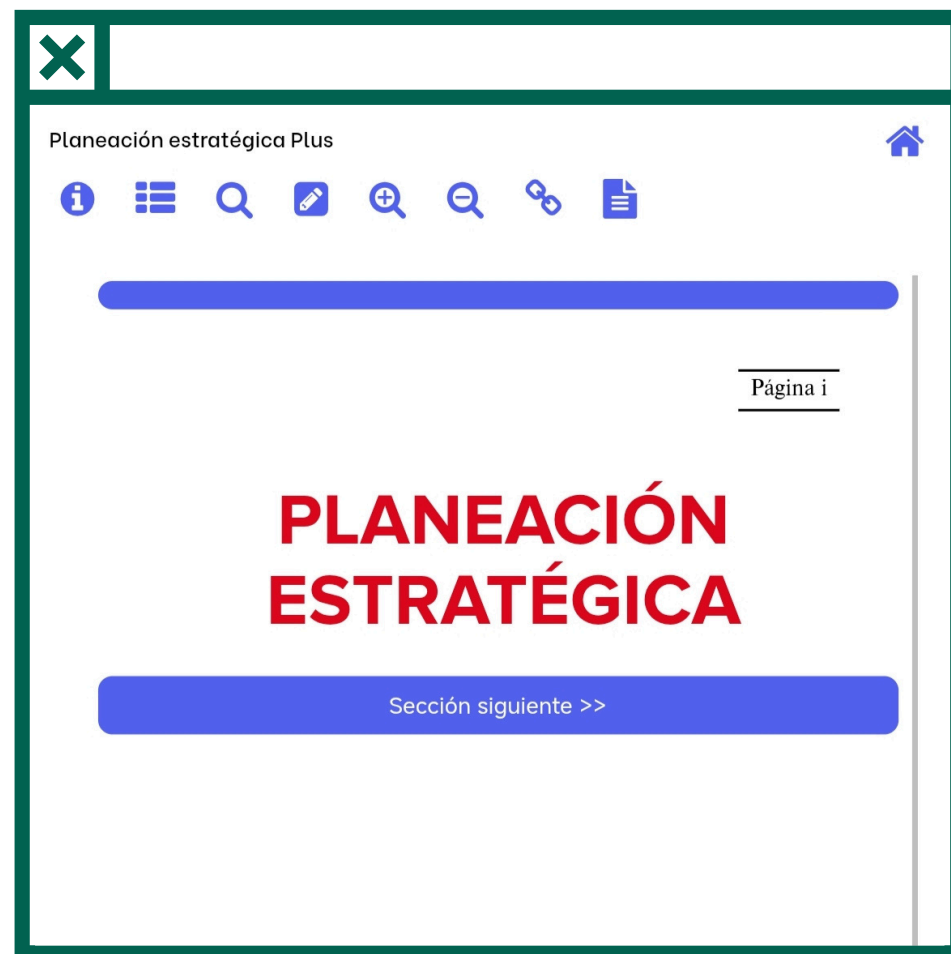 Planeación estratégica Plus
Página i
PLANEACIÓN
ESTRATÉGICA
Sección siguiente >>